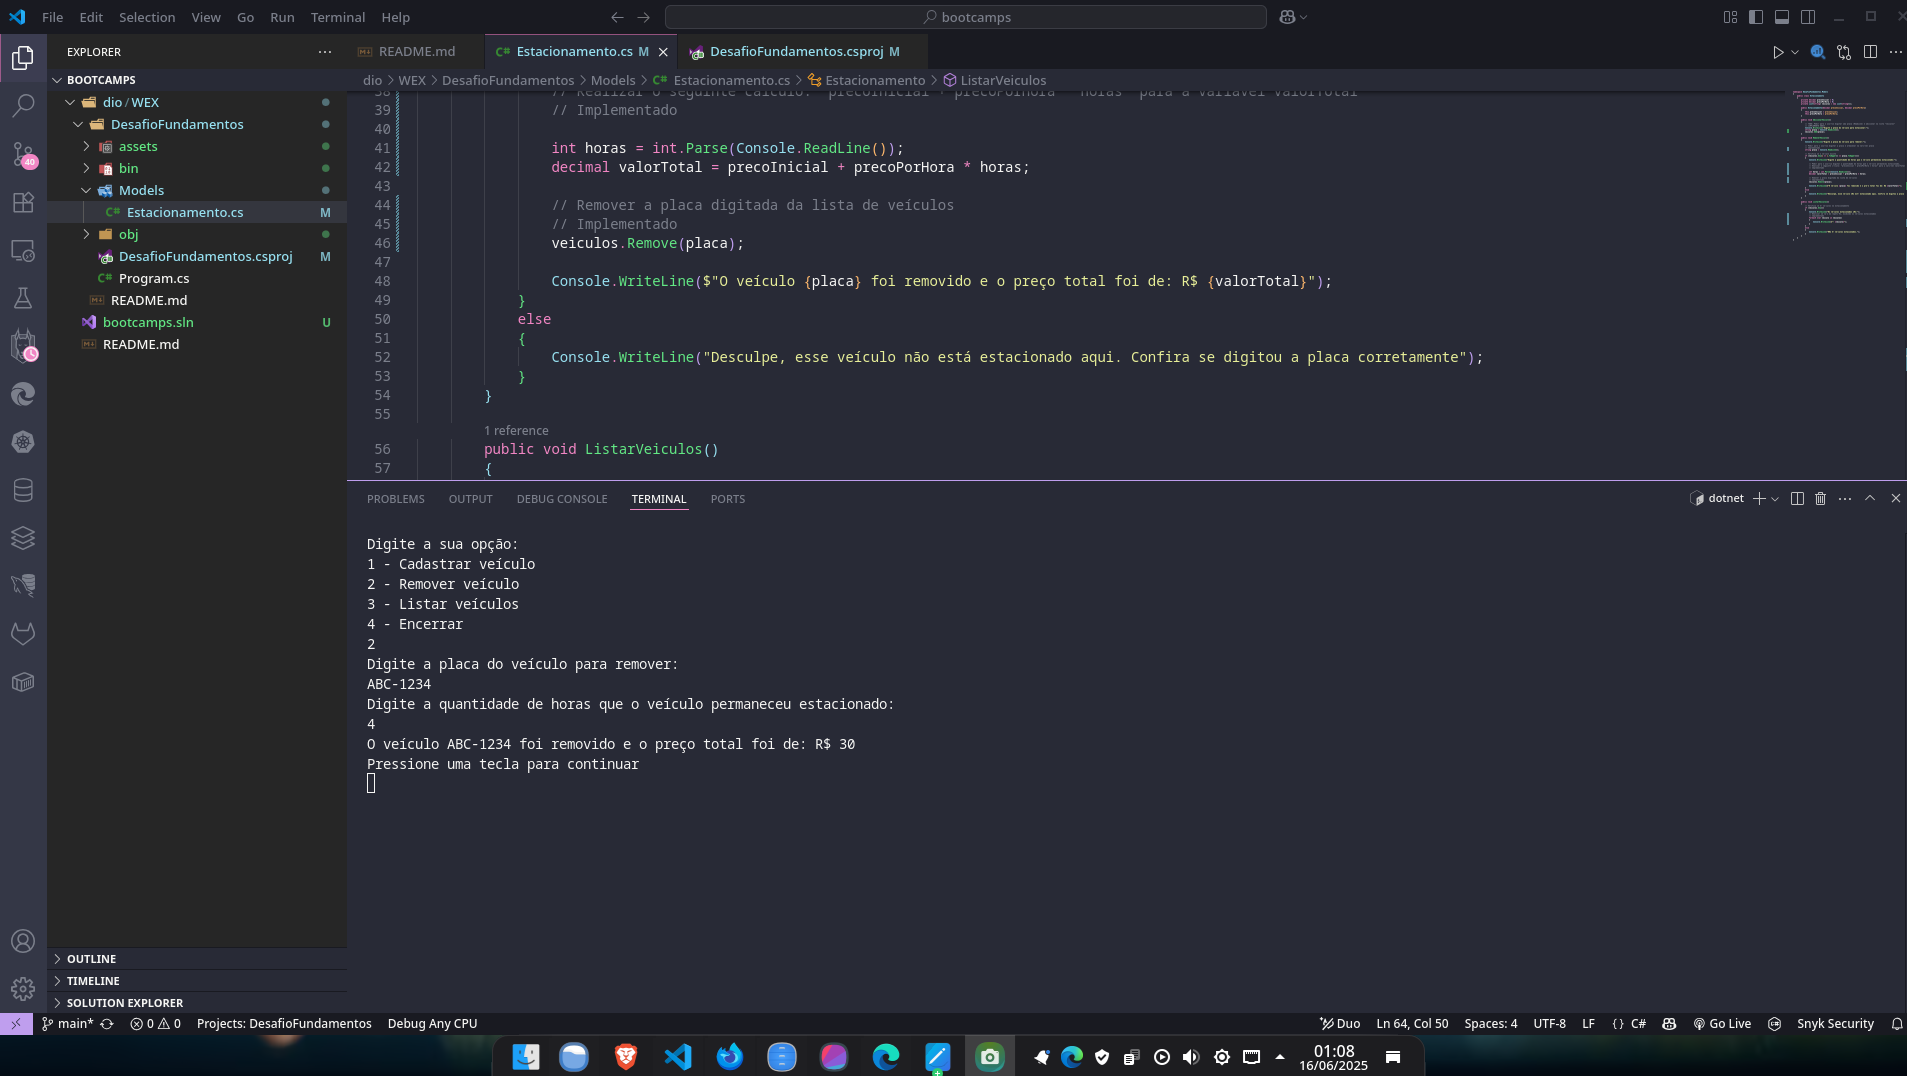 File Edit Selection View Go Run Terminal Help
bootcamps
EXPLORER
README.md
Estacionamento.cs M
DesafioFundamentos.csproj M
BOOTCAMPS
dio / WEX
DesafioFundamentos
assets
bin
Models
Estacionamento.cs M
obj
DesafioFundamentos.csproj M
Program.cs
README.md
bootcamps.sln U
README.md
OUTLINE
TIMELINE
SOLUTION EXPLORER
dio > WEX > DesafioFundamentos > Models > Estacionamento.cs > Estacionamento > ListarVeiculos
38 // Realizar o seguinte cálculo: "precoInicial + precoPorHora * horas" para a variável valorTotal
39 // Implementado
40
41 int horas = int.Parse(Console.ReadLine());
42 decimal valorTotal = precoInicial + precoPorHora * horas;
43
44 // Remover a placa digitada da lista de veículos
45 // Implementado
46 veiculos.Remove(placa);
47
48 Console.WriteLine($"O veículo {placa} foi removido e o preço total foi de: R$ {valorTotal}");
49 }
50 else
51 {
52 Console.WriteLine("Desculpe, esse veículo não está estacionado aqui. Confira se digitou a placa corretamente");
53 }
54 }
55
1 reference
56 public void ListarVeiculos()
57 {
PROBLEMS OUTPUT DEBUG CONSOLE TERMINAL PORTS
dotnet
Digite a sua opção:
1 - Cadastrar veículo
2 - Remover veículo
3 - Listar veículos
4 - Encerrar
2
Digite a placa do veículo para remover:
ABC-1234
Digite a quantidade de horas que o veículo permaneceu estacionado:
4
O veículo ABC-1234 foi removido e o preço total foi de: R$ 30
Pressione uma tecla para continuar
40
main* 0 0 Projects: DesafioFundamentos Debug Any CPU
Duo Ln 64, Col 50 Spaces: 4 UTF-8 LF {} C# Go Live Snyk Security
01:08
16/06/2025